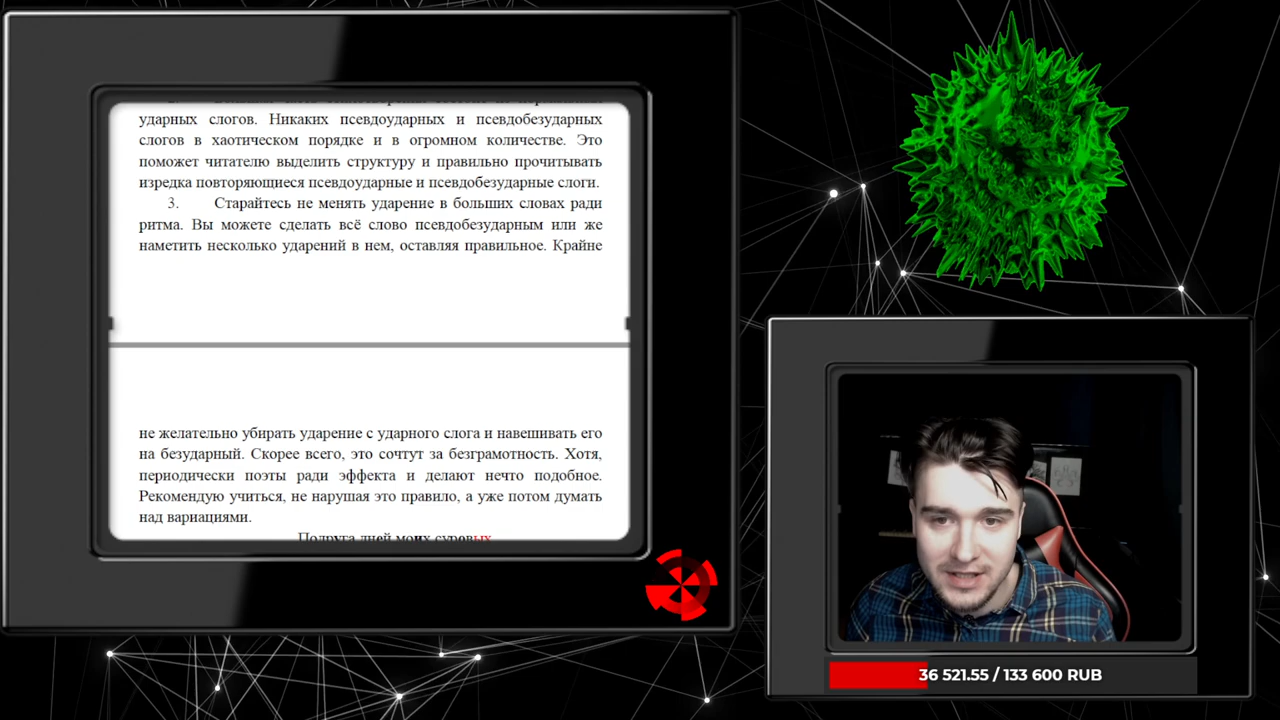 ударных слогов. Никаких псевдоударных и псевдобезударных
слогов в хаотическом порядке и в огромном количестве. Это
поможет читателю выделить структуру и правильно прочитывать
изредка повторяющиеся псевдоударные и псевдобезударные слоги.
3. Старайтесь не менять ударение в больших словах ради
ритма. Вы можете сделать всё слово псевдобезударным или же
наметить несколько ударений в нем, оставляя правильное. Крайне
не желательно убирать ударение с ударного слога и навешивать его
на безударный. Скорее всего, это сочтут за безграмотность. Хотя,
периодически поэты ради эффекта и делают нечто подобное.
Рекомендую учиться, не нарушая это правило, а уже потом думать
над вариациями.
Подруга дней моих суровых
36 521.55 / 133 600 RUB